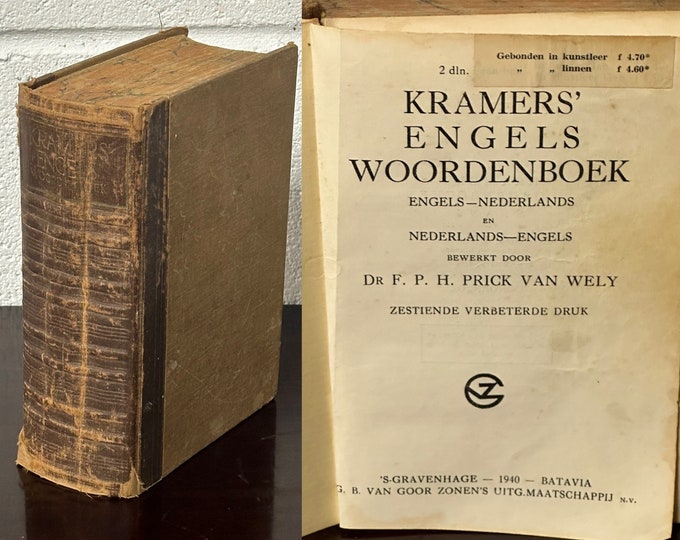 KRAMERS'
Gebonden in kunstleer f 4.70*
„ „ linnen f 4.60*
2 dln.
KRAMERS'
ENGELS
WOORDENBOEK
ENGELS—NEDERLANDS
EN
NEDERLANDS—ENGELS
BEWERKT DOOR
DR F. P. H. PRICK VAN WELY
ZESTIENDE VERBETERDE DRUK
'S-GRAVENHAGE — 1940 — BATAVIA
G. B. VAN GOOR ZONEN'S UITG.MAATSCHAPPIJ N.V.